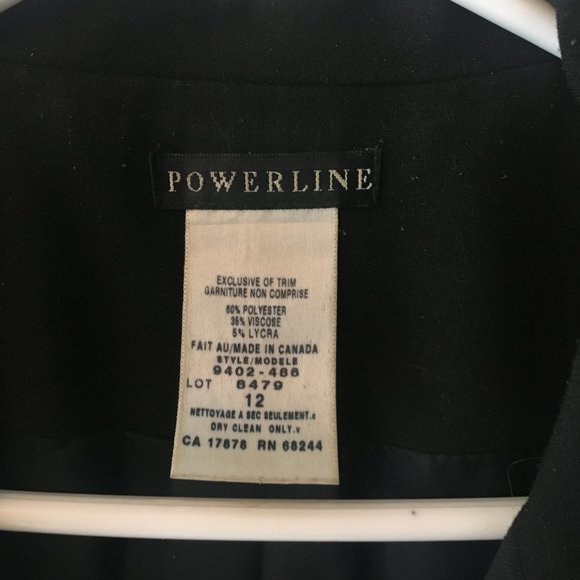 POWERLINE
EXCLUSIVE OF TRIM
GARNITURE NON COMPRISE
60% POLYESTER
35% VISCOSE
5% LYCRA
FAIT AU/MADE IN CANADA
STYLE/MODELE
9402-486
LOT 8479
12
NETTOYAGE A SEC SEULEMENT.c
DRY CLEAN ONLY.v
CA 17878 RN 68244